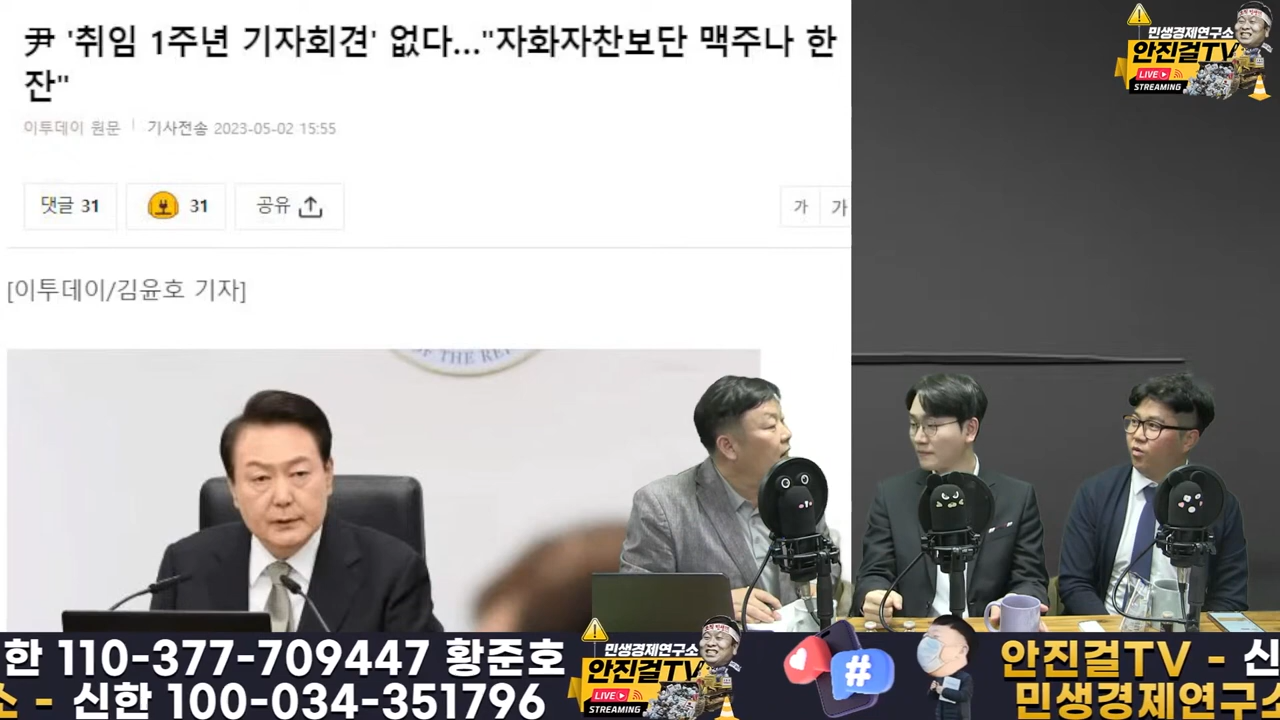 尹 '취임 1주년 기자회견' 없다..."자화자찬보단 맥주나 한
잔"
이투데이 원문 기사전송 2023-05-02 15:55
댓글 31
31
공유
가 가
[이투데이/김윤호 기자]
OF THE RE
민생경제연구소
안진걸TV
LIVE
STREAMING
한 110-377-709447 황준호
소 - 신한 100-034-351796
민생경제연구소
안진걸TV
LIVE
STREAMING
#
안진걸TV - 신
민생경제연구소